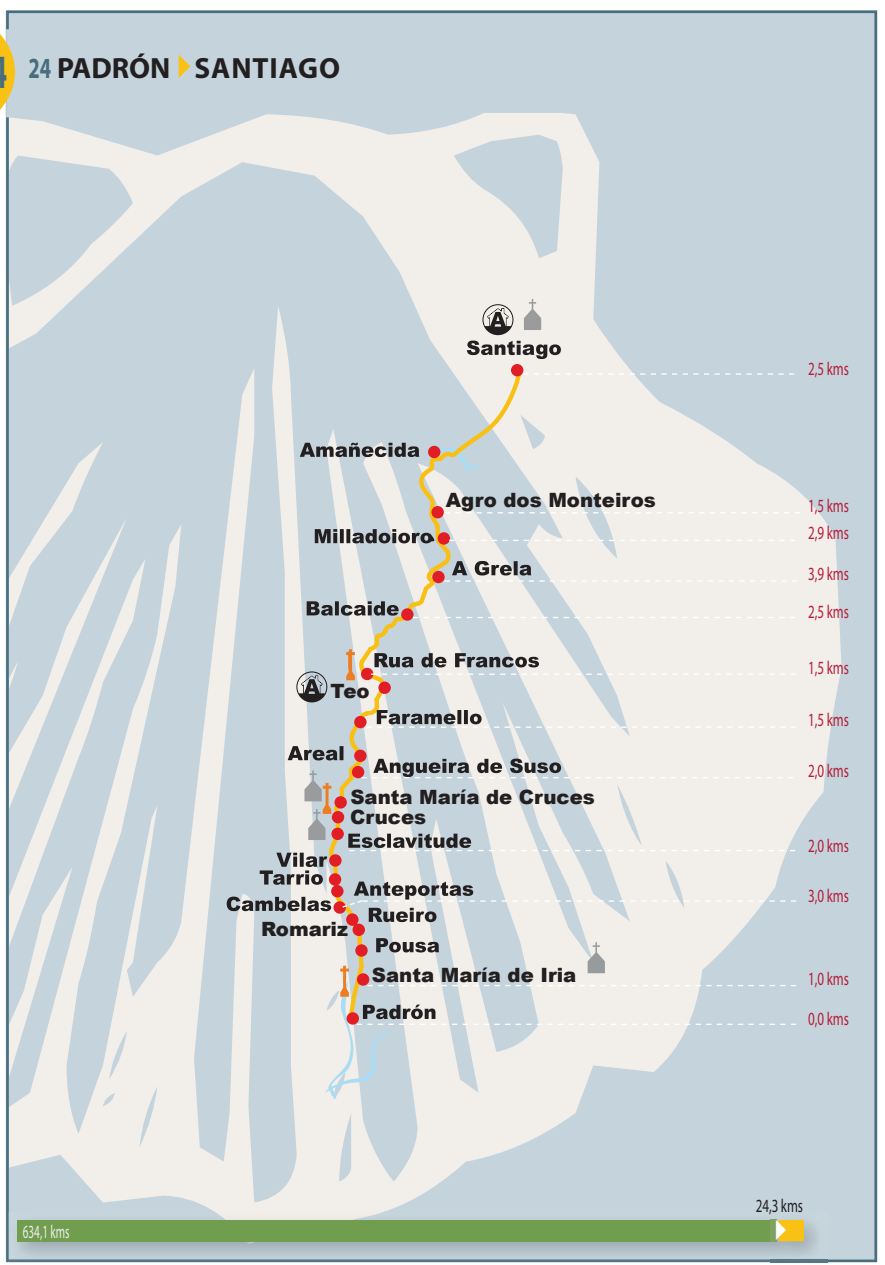 4
24 PADRÓN SANTIAGO
A
Santiago
2,5 kms
Amañecida
Agro dos Monteiros
1,5 kms
Milladoioro
2,9 kms
A Grela
3,9 kms
Balcaide
2,5 kms
Rua de Francos
1,5 kms
A
Teo
Faramello
1,5 kms
Areal
Angueira de Suso
2,0 kms
Santa María de Cruces
Cruces
Esclavitude
2,0 kms
Vilar
Tarrio
Anteportas
3,0 kms
Cambelas
Rueiro
Romariz
Pousa
Santa María de Iria
1,0 kms
Padrón
0,0 kms
24,3 kms
634,1 kms